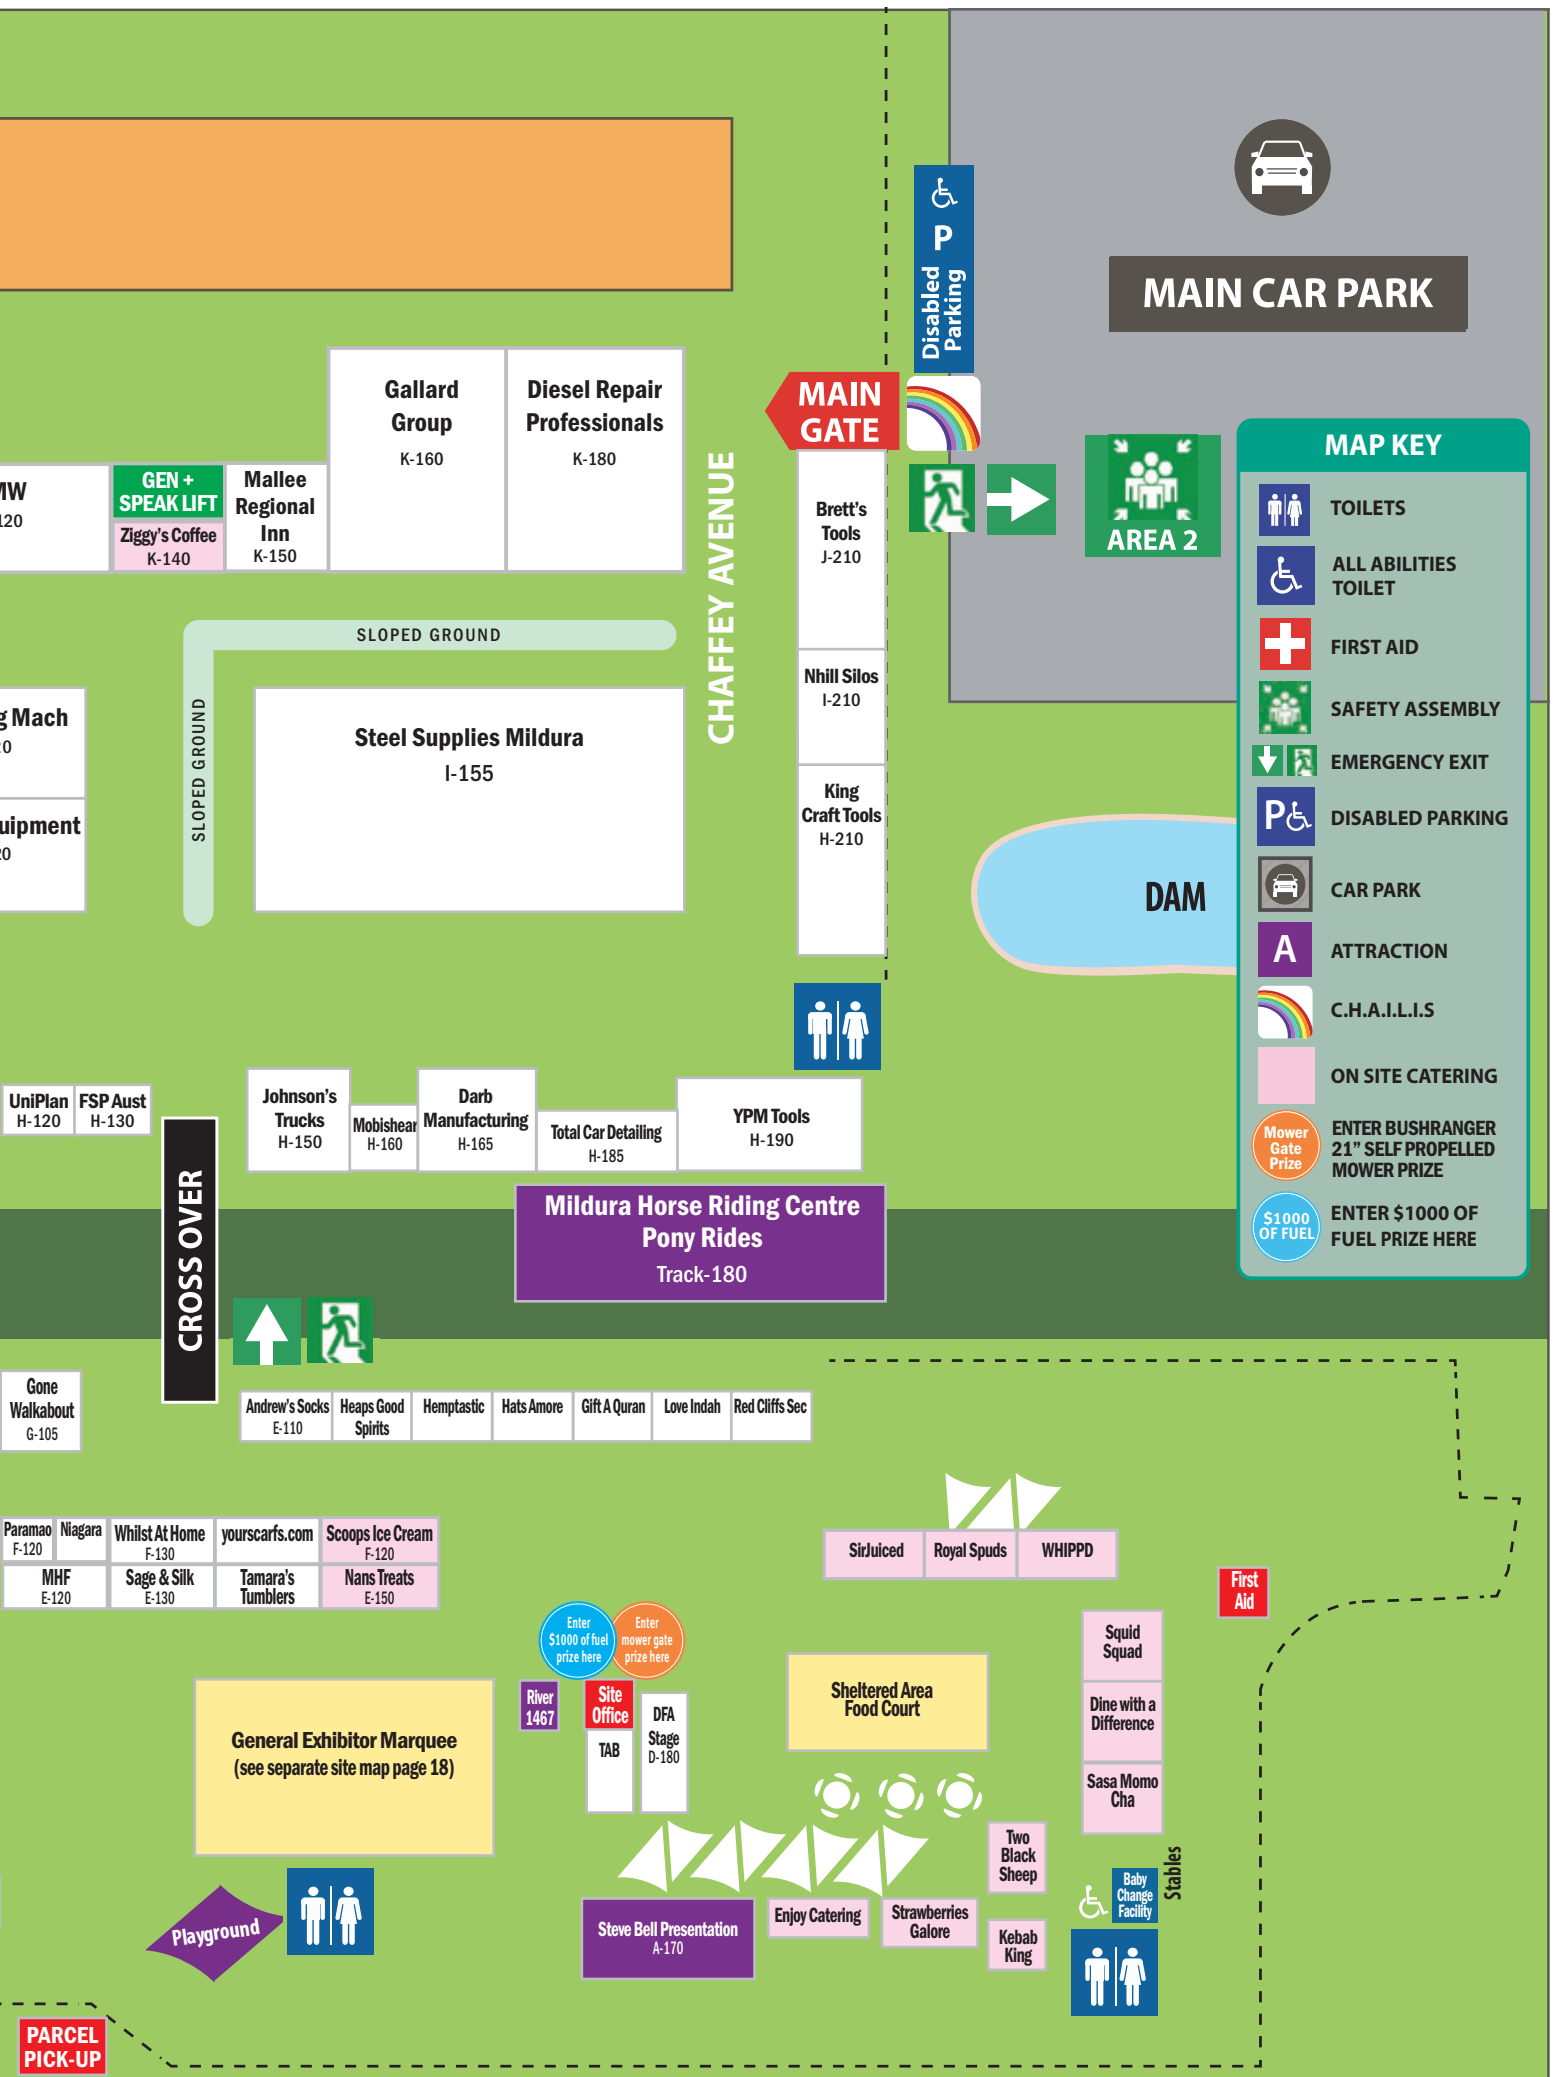 P
Disabled
Parking
MAIN CAR PARK
MAIN
GATE
AREA 2
CHAFFEY AVENUE
Gallard
Group
K-160
Diesel Repair
Professionals
K-180
MW
120
GEN +
SPEAK LIFT
Ziggy's Coffee
K-140
Mallee
Regional
Inn
K-150
Brett's
Tools
J-210
Nhill Silos
I-210
King
Craft Tools
H-210
SLOPED GROUND
SLOPED GROUND
g Mach
20
uipment
20
Steel Supplies Mildura
I-155
DAM
MAP KEY
TOILETS
ALL ABILITIES
TOILET
FIRST AID
SAFETY ASSEMBLY
EMERGENCY EXIT
P
DISABLED PARKING
CAR PARK
A
ATTRACTION
C.H.A.I.L.I.S
ON SITE CATERING
Mower
Gate
Prize
ENTER BUSHRANGER
21” SELF PROPELLED
MOWER PRIZE
$1000
OF FUEL
ENTER $1000 OF
FUEL PRIZE HERE
UniPlan
H-120
FSP Aust
H-130
CROSS OVER
Johnson's
Trucks
H-150
Mobishear
H-160
Darb
Manufacturing
H-165
Total Car Detailing
H-185
YPM Tools
H-190
Mildura Horse Riding Centre
Pony Rides
Track-180
Gone
Walkabout
G-105
Andrew's Socks
E-110
Heaps Good
Spirits
Hemptastic
Hats Amore
Gift A Quran
Love Indah
Red Cliffs Sec
Paramao
F-120
Niagara
Whilst At Home
F-130
yourscarfs.com
Scoops Ice Cream
F-120
MHF
E-120
Sage & Silk
E-130
Tamara's
Tumblers
Nans Treats
E-150
SirJuiced
Royal Spuds
WHIPPD
First
Aid
Enter
$1000 of fuel
prize here
Enter
mower gate
prize here
River
1467
Site
Office
TAB
DFA
Stage
D-180
General Exhibitor Marquee
(see separate site map page 18)
Sheltered Area
Food Court
Squid
Squad
Dine with a
Difference
Sasa Momo
Cha
Two
Black
Sheep
Stables
Baby
Change
Facility
Playground
Steve Bell Presentation
A-170
Enjoy Catering
Strawberries
Galore
Kebab
King
PARCEL
PICK-UP